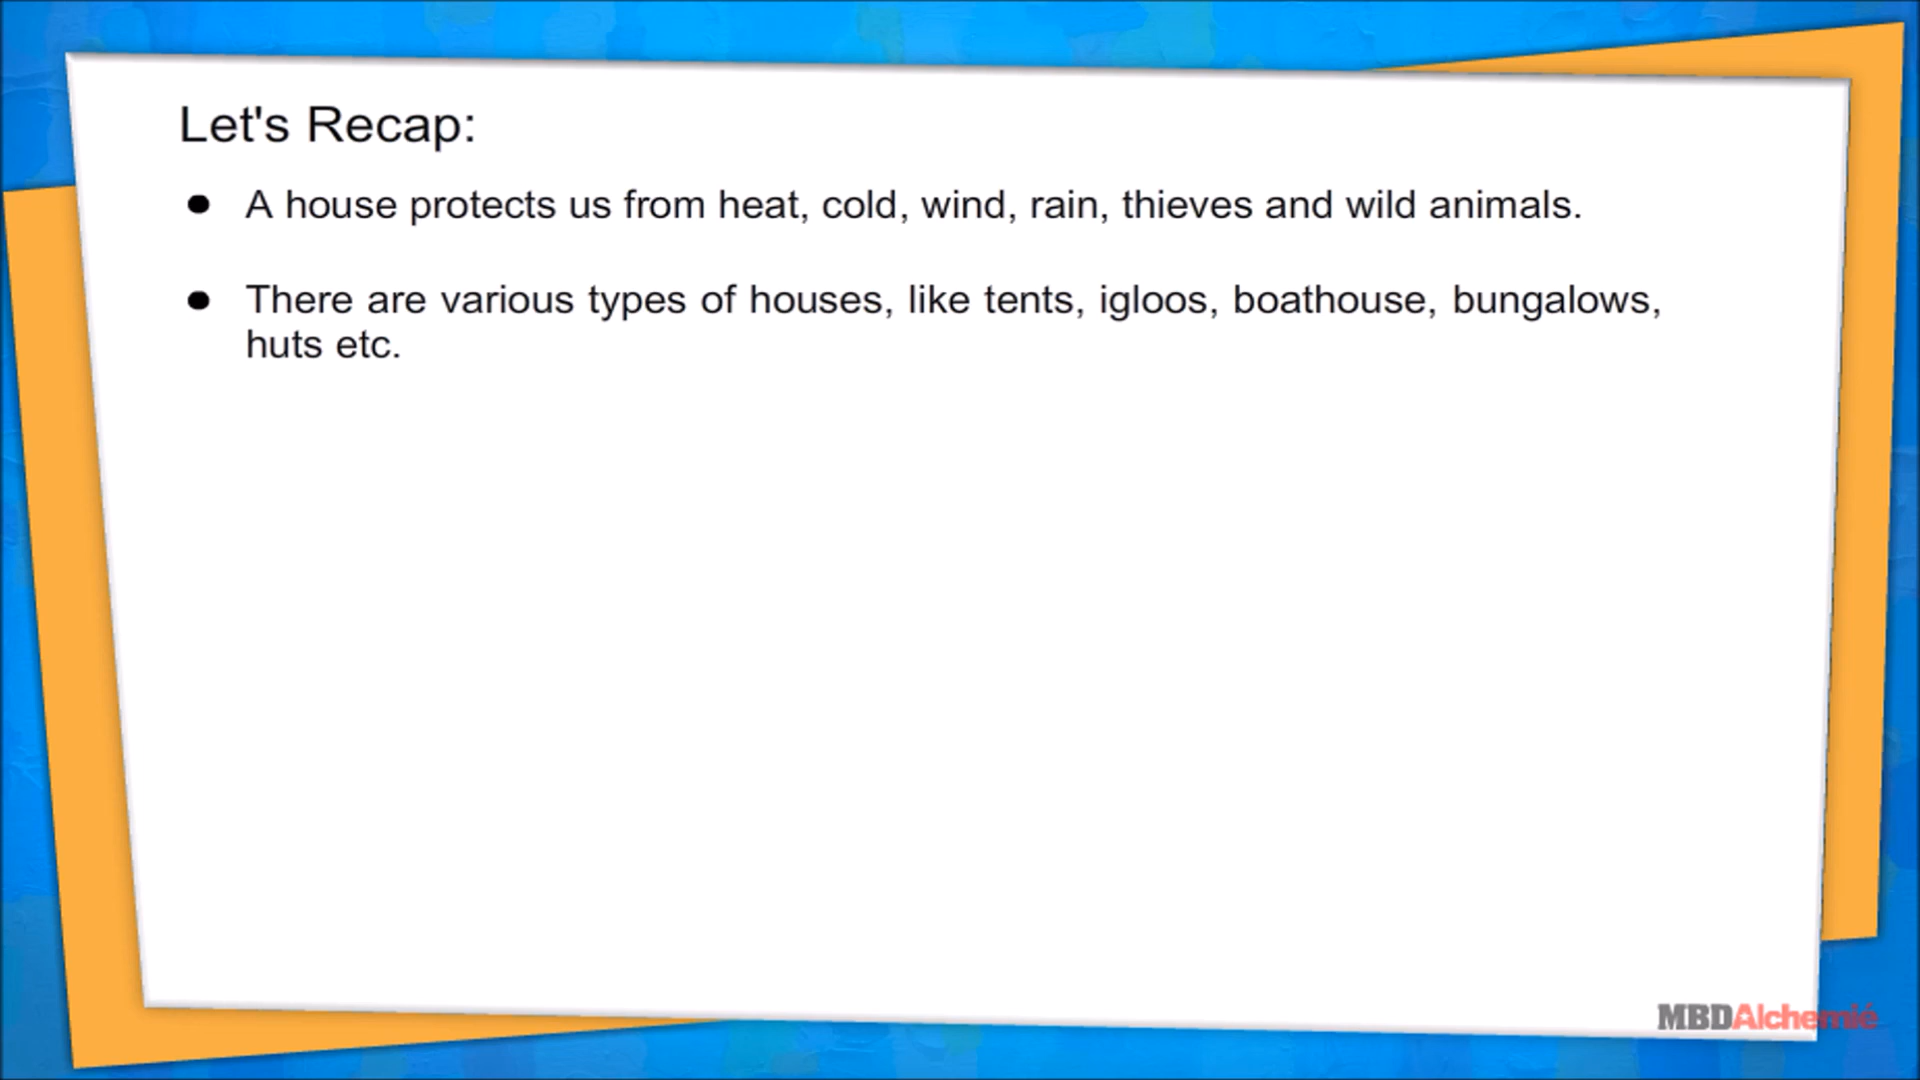 Let's Recap:
● A house protects us from heat, cold, wind, rain, thieves and wild animals.
● There are various types of houses, like tents, igloos, boathouse, bungalows,
huts etc.
MBDAlchemié